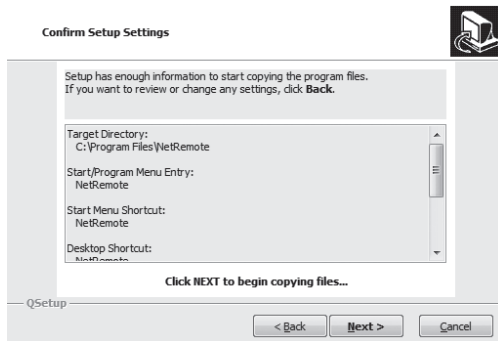 Confirm Setup Settings
Setup has enough information to start copying the program files.
If you want to review or change any settings, click Back.
Target Directory:
C:\Program Files\NetRemote
Start/Program Menu Entry:
NetRemote
Start Menu Shortcut:
NetRemote
Desktop Shortcut:
NetRemote
Click NEXT to begin copying files...
QSetup
< Back
Next >
Cancel